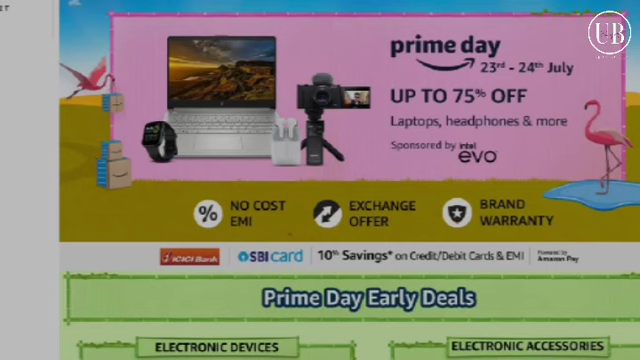 UB
prime day
23rd - 24th July
UP TO 75% OFF
Laptops, headphones & more
Sponsored by intel evo
NO COST EMI
EXCHANGE OFFER
BRAND WARRANTY
ICICI Bank
SBI card
10% Savings* on Credit/Debit Cards & EMI
Powered by Amazon Pay
Prime Day Early Deals
ELECTRONIC DEVICES
ELECTRONIC ACCESSORIES